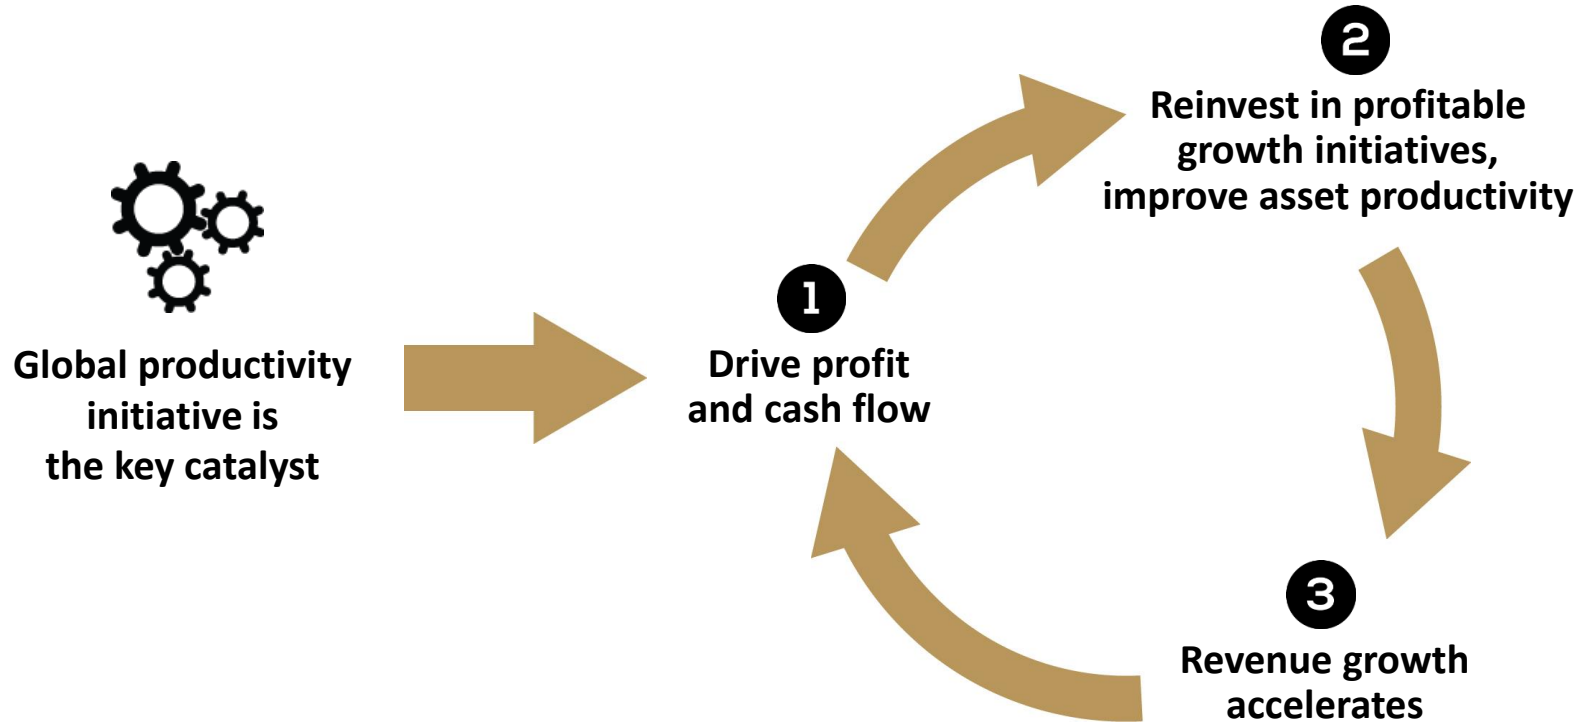 Global productivity
initiative is
the key catalyst
1
Drive profit
and cash flow
2
Reinvest in profitable
growth initiatives,
improve asset productivity
3
Revenue growth
accelerates